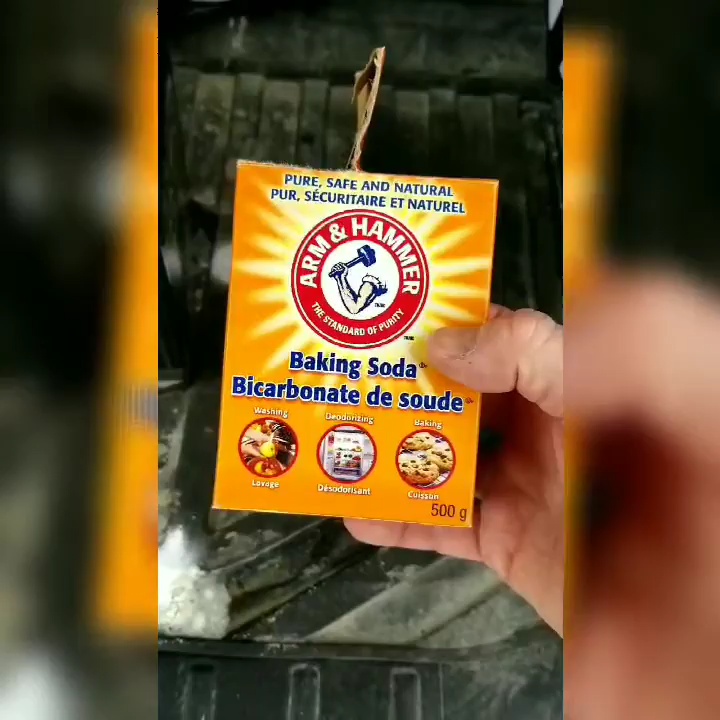 PURE, SAFE AND NATURAL
PUR, SÉCURITAIRE ET NATUREL
ARM & HAMMER
THE STANDARD OF PURITY
Baking Soda
Bicarbonate de soude
Washing Deodorizing Baking
Lavage Désodorisant Cuisson
500 g